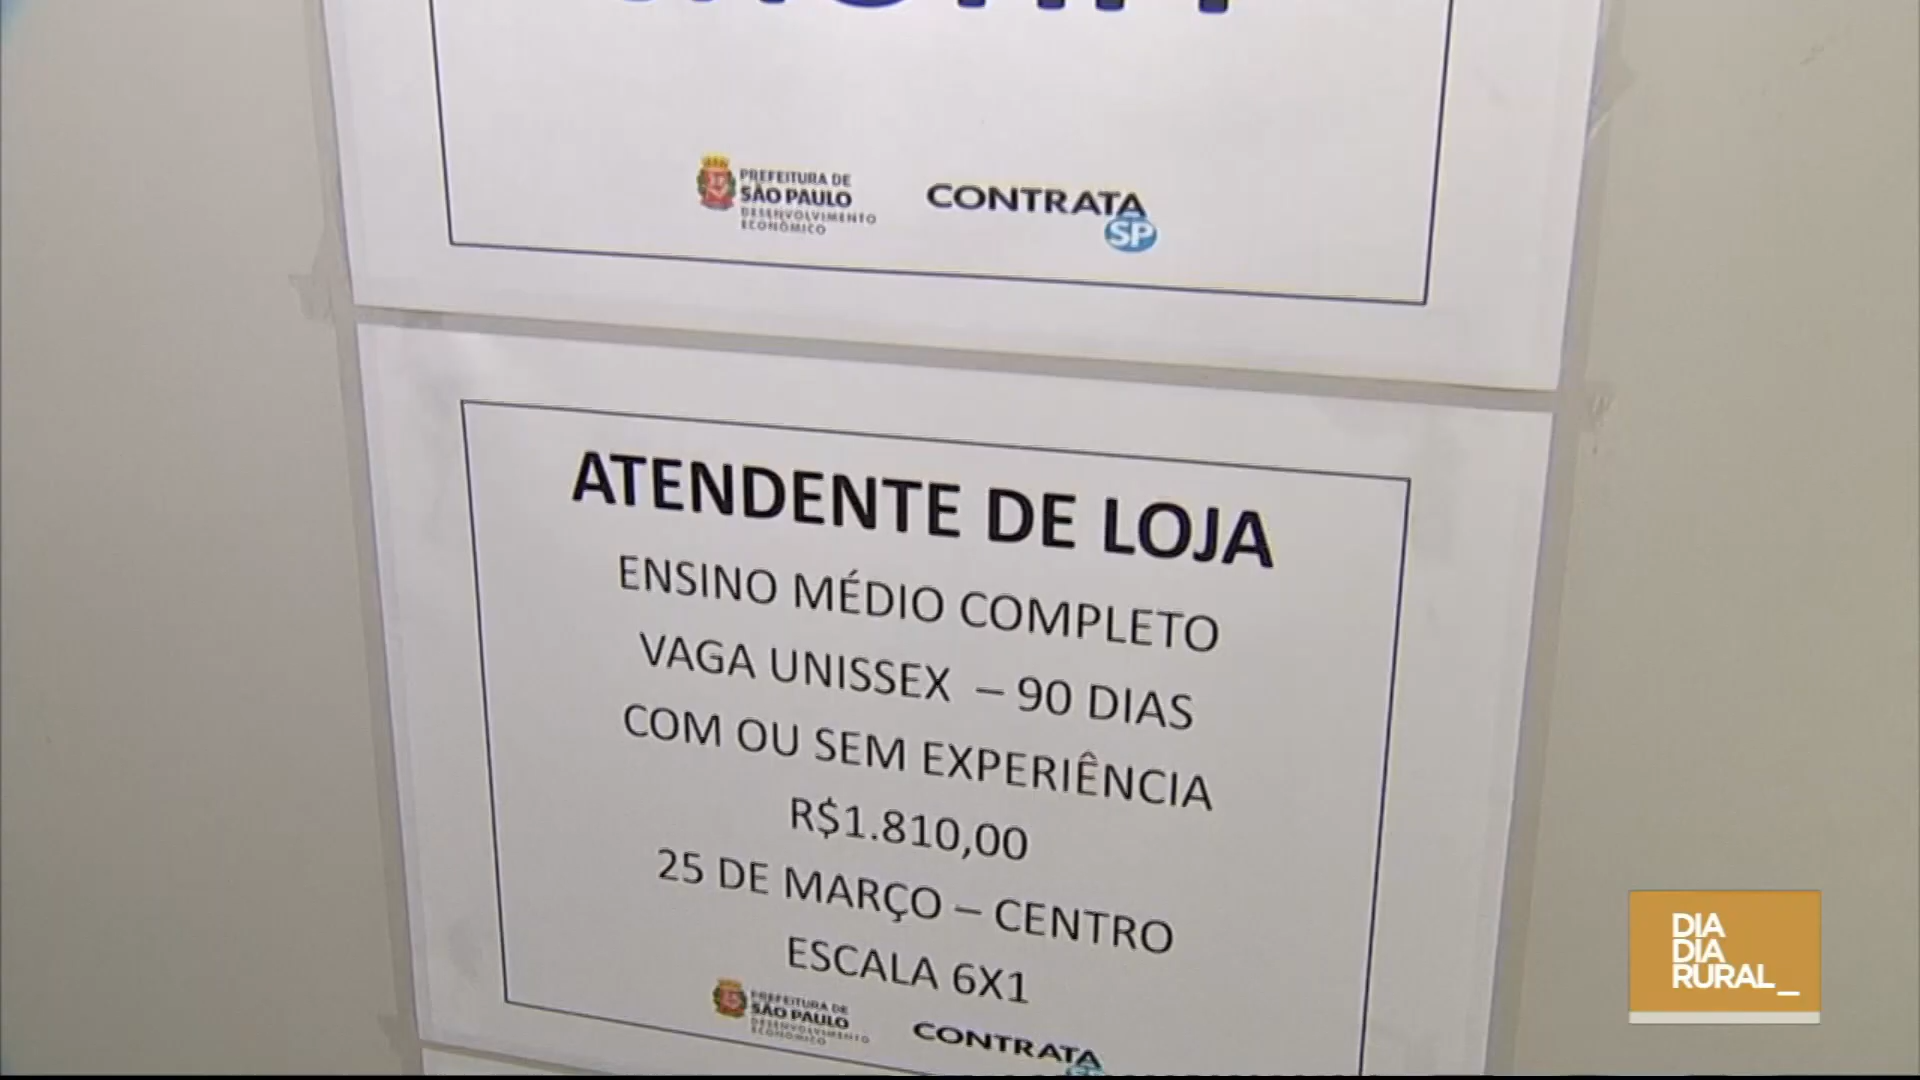 PREFEITURA DE
SÃO PAULO
DESENVOLVIMENTO
ECONÔMICO
CONTRATA
SP
ATENDENTE DE LOJA
ENSINO MÉDIO COMPLETO
VAGA UNISSEX – 90 DIAS
COM OU SEM EXPERIÊNCIA
R$1.810,00
25 DE MARÇO – CENTRO
ESCALA 6X1
PREFEITURA DE
SÃO PAULO
DESENVOLVIMENTO
ECONÔMICO
CONTRATA
DIA
DIA
RURAL_